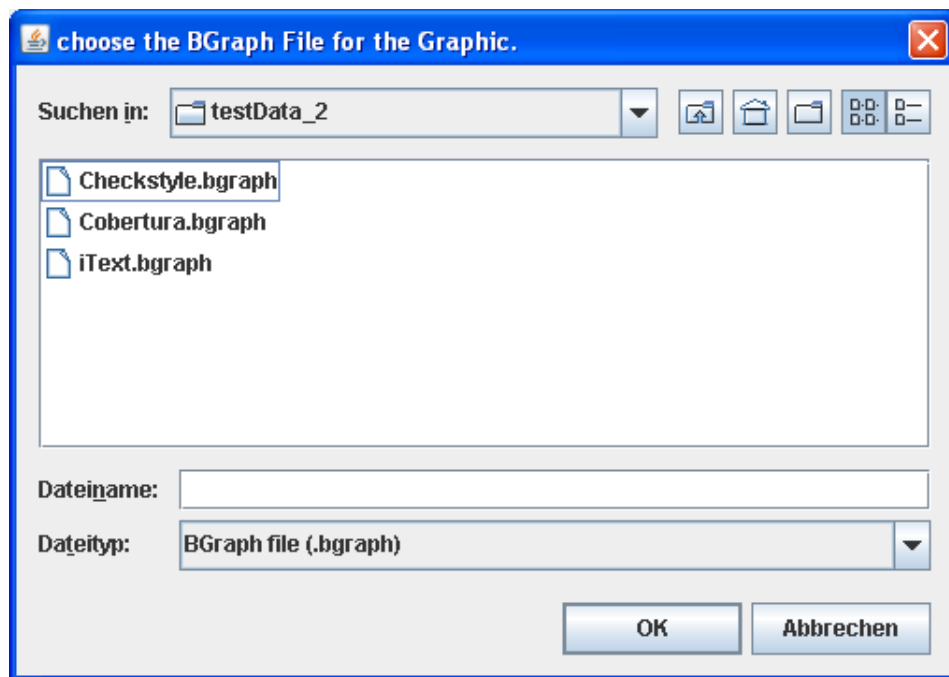 choose the BGraph File for the Graphic.
Suchen in: testData_2
Checkstyle.bgraph
Cobertura.bgraph
iText.bgraph
Dateiname:
Dateityp: BGraph file (.bgraph)
OK Abbrechen